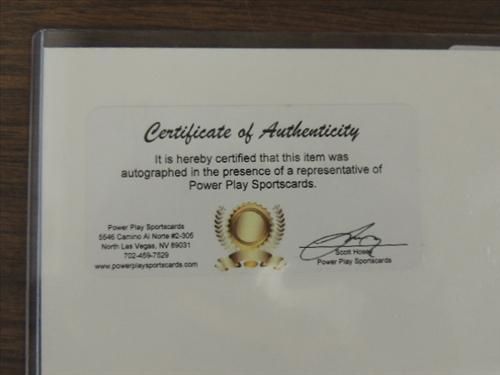 Certificate of Authenticity
It is hereby certified that this item was
autographed in the presence of a representative of
Power Play Sportscards.
Power Play Sportscards
5546 Camino Al Norte #2-305
North Las Vegas, NV 89031
702-459-7529
www.powerplaysportscards.com
Scott
Power Play Sportscards